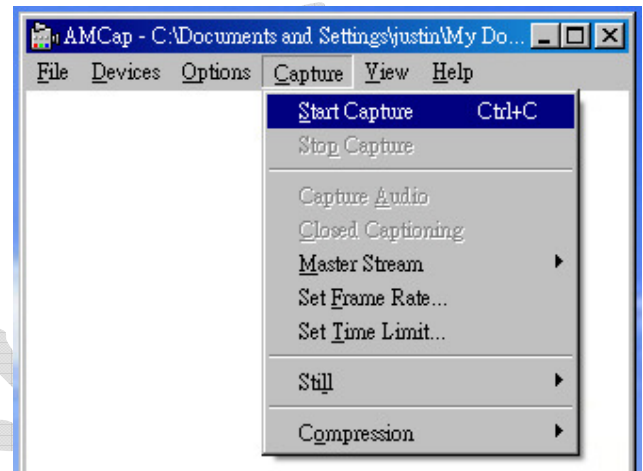 AMCap - C:\Documents and Settings\justin\My Do...
File Devices Options Capture View Help
Start Capture Ctrl+C
Stop Capture
Capture Audio
Closed Captioning
Master Stream
Set Frame Rate...
Set Time Limit...
Still
Compression